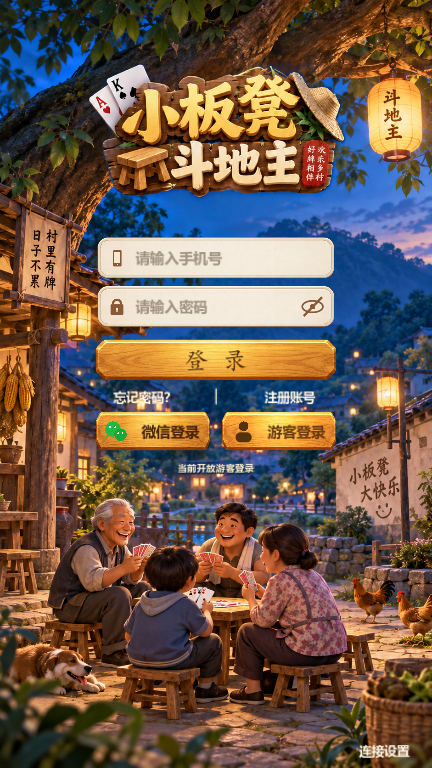 A
K
小板凳
斗地主
欢乐乡村
好牌相伴
斗地主
村里有牌
日子不累
请输入手机号
请输入密码
登录
忘记密码?
|
注册账号
微信登录
游客登录
当前开放游客登录
小板凳
大快乐
连接设置